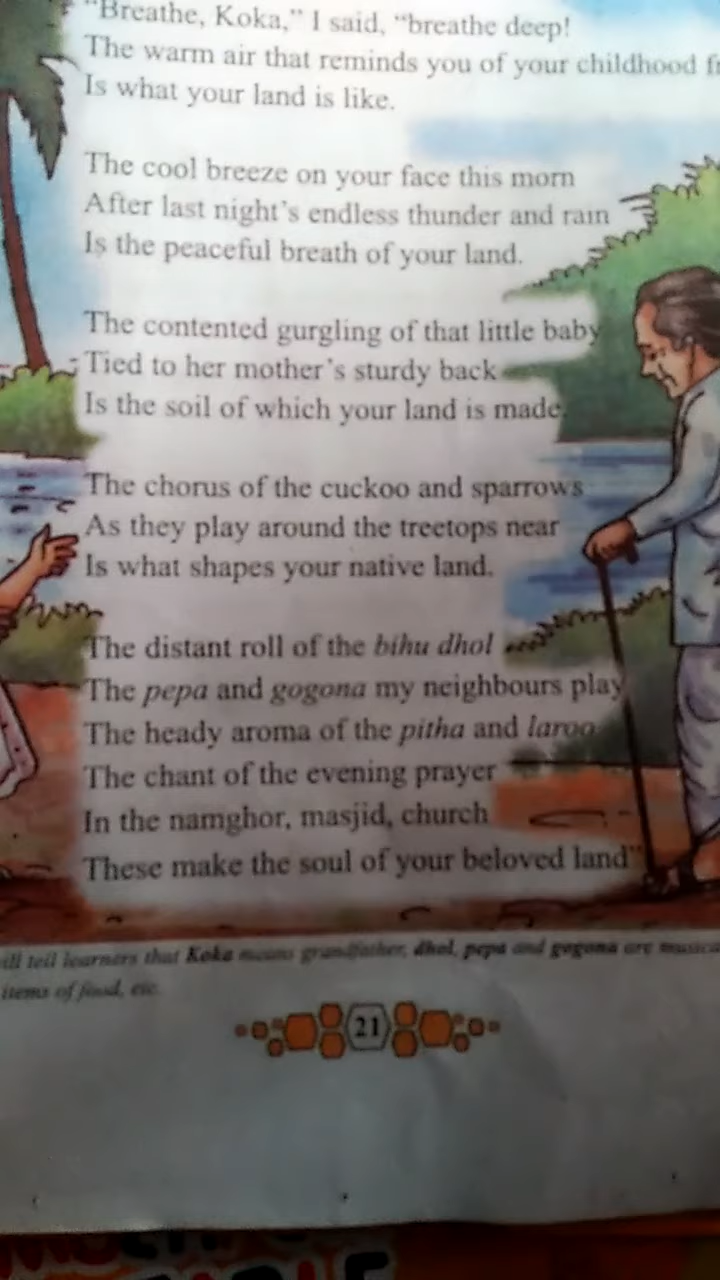 "Breathe, Koka," I said, "breathe deep!
The warm air that reminds you of your childhood
Is what your land is like.
The cool breeze on your face this morn
After last night's endless thunder and rain
Is the peaceful breath of your land.
The contented gurgling of that little baby
Tied to her mother's sturdy back
Is the soil of which your land is made.
The chorus of the cuckoo and sparrows
As they play around the treetops near
Is what shapes your native land.
The distant roll of the bihu dhol
The pepa and gogona my neighbours play
The heady aroma of the pitha and laroo
The chant of the evening prayer
In the namghor, masjid, church
These make the soul of your beloved land"
tell learners that Koka means grandfather, dhol, pepa and gogona are
items of food, etc.
21